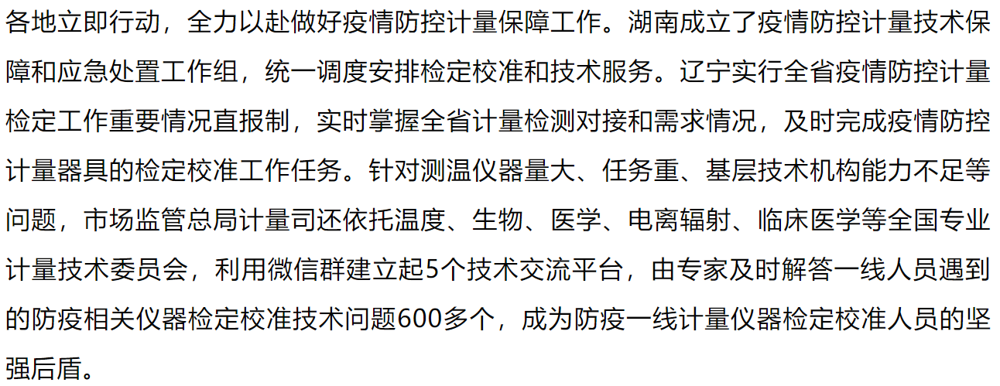 各地立即行动，全力以赴做好疫情防控计量保障工作。湖南成立了疫情防控计量技术保
障和应急处置工作组，统一调度安排检定校准和技术服务。辽宁实行全省疫情防控计量
检定工作重要情况直报制，实时掌握全省计量检测对接和需求情况，及时完成疫情防控
计量器具的检定校准工作任务。针对测温仪器量大、任务重、基层技术机构能力不足等
问题，市场监管总局计量司还依托温度、生物、医学、电离辐射、临床医学等全国专业
计量技术委员会，利用微信群建立起5个技术交流平台，由专家及时解答一线人员遇到
的防疫相关仪器检定校准技术问题600多个，成为防疫一线计量仪器检定校准人员的坚
强后盾。